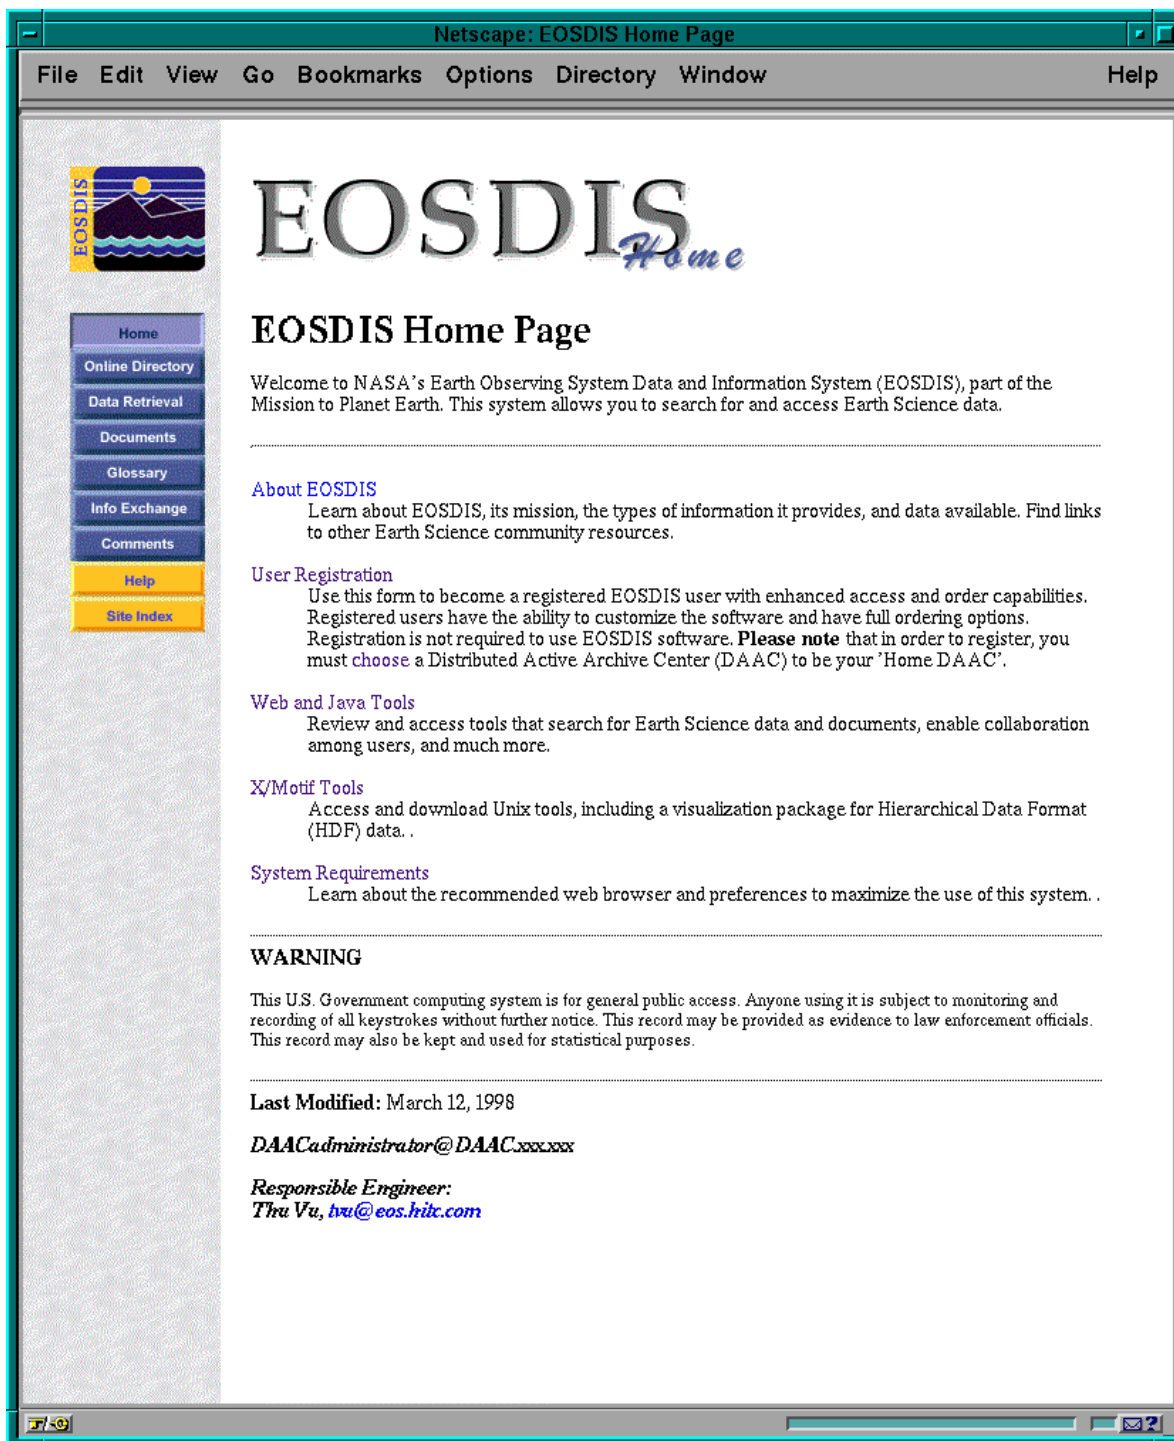 Netscape: EOSDIS Home Page
File Edit View Go Bookmarks Options Directory Window Help
EOSDIS
EOSDIS
Home
Home
Online Directory
Data Retrieval
Documents
Glossary
Info Exchange
Comments
Help
Site Index
EOSDIS Home Page
Welcome to NASA's Earth Observing System Data and Information System (EOSDIS), part of the
Mission to Planet Earth. This system allows you to search for and access Earth Science data.
About EOSDIS
Learn about EOSDIS, its mission, the types of information it provides, and data available. Find links
to other Earth Science community resources.
User Registration
Use this form to become a registered EOSDIS user with enhanced access and order capabilities.
Registered users have the ability to customize the software and have full ordering options.
Registration is not required to use EOSDIS software. Please note that in order to register, you
must choose a Distributed Active Archive Center (DAAC) to be your 'Home DAAC'.
Web and Java Tools
Review and access tools that search for Earth Science data and documents, enable collaboration
among users, and much more.
X/Motif Tools
Access and download Unix tools, including a visualization package for Hierarchical Data Format
(HDF) data. .
System Requirements
Learn about the recommended web browser and preferences to maximize the use of this system. .
WARNING
This U.S. Government computing system is for general public access. Anyone using it is subject to monitoring and
recording of all keystrokes without further notice. This record may be provided as evidence to law enforcement officials.
This record may also be kept and used for statistical purposes.
Last Modified: March 12, 1998
DAACadministrator@DAAC.xxx.xxx
Responsible Engineer:
Thu Vu, tvu@eos.hitc.com